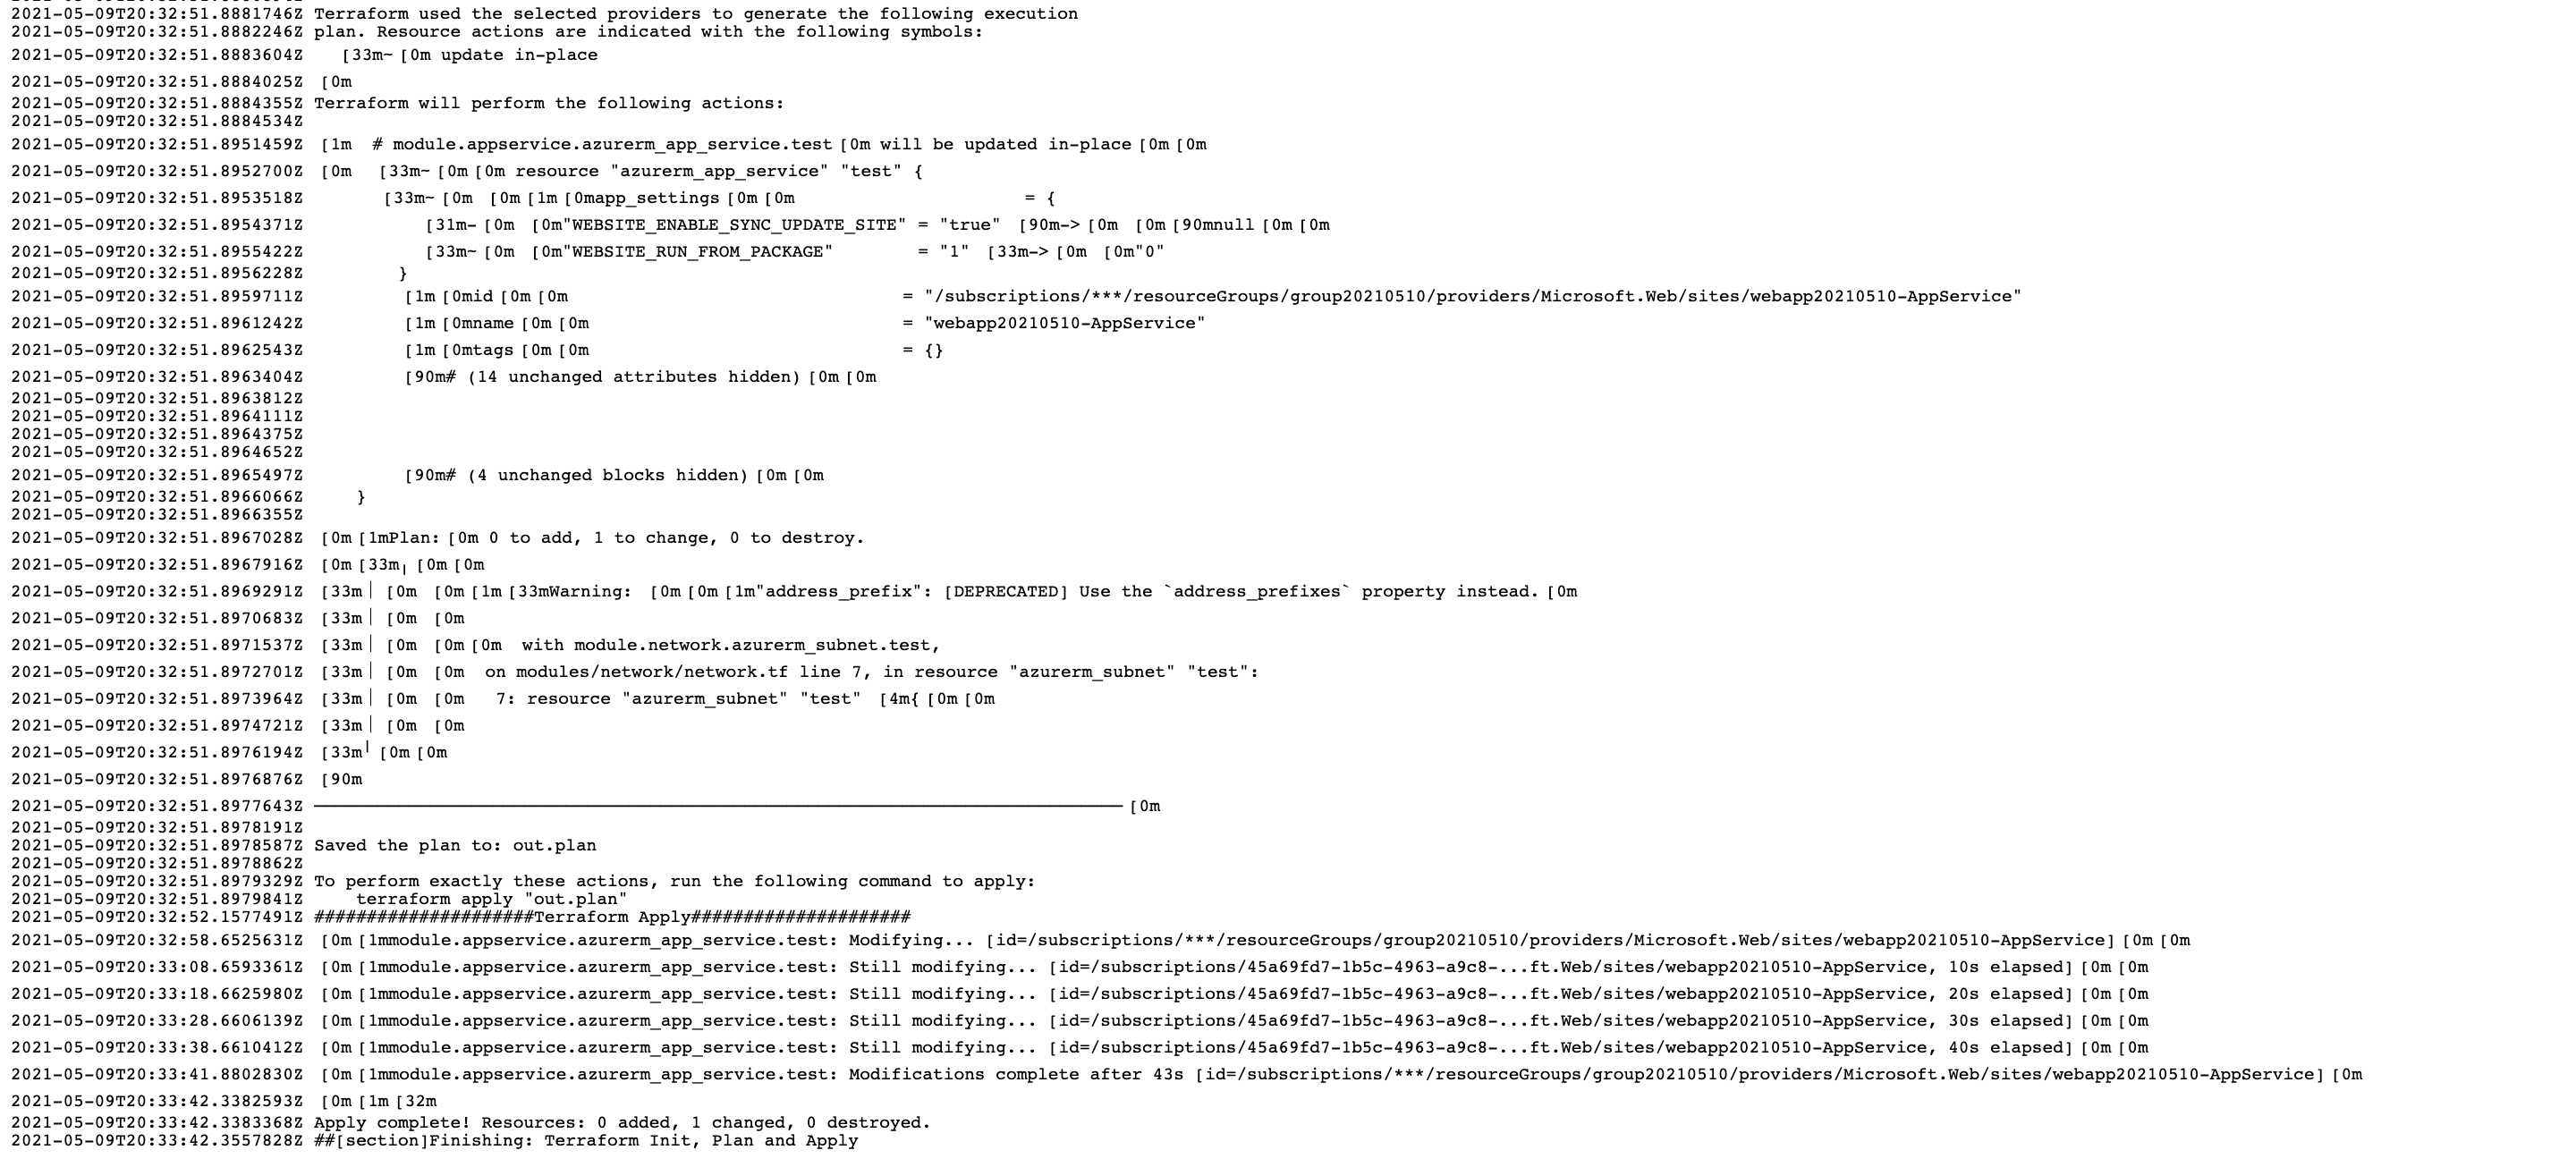 2021-05-09T20:32:51.8881746Z Terraform used the selected providers to generate the following execution
2021-05-09T20:32:51.8882246Z plan. Resource actions are indicated with the following symbols:
2021-05-09T20:32:51.8883604Z [33m~ [0m update in-place
2021-05-09T20:32:51.8884025Z [0m
2021-05-09T20:32:51.8884355Z Terraform will perform the following actions:
2021-05-09T20:32:51.8884534Z
2021-05-09T20:32:51.8951459Z [1m # module.appservice.azurerm_app_service.test [0m will be updated in-place [0m [0m
2021-05-09T20:32:51.8952700Z [0m [33m~ [0m [0m resource "azurerm_app_service" "test" {
2021-05-09T20:32:51.8953518Z [33m~ [0m [0m [1m [0mapp_settings [0m [0m = {
2021-05-09T20:32:51.8954371Z [31m- [0m [0m"WEBSITE_ENABLE_SYNC_UPDATE_SITE" = "true" [90m-> [0m [0m [90mnull [0m [0m
2021-05-09T20:32:51.8955422Z [33m~ [0m [0m"WEBSITE_RUN_FROM_PACKAGE" = "1" [33m-> [0m [0m"0"
2021-05-09T20:32:51.8956228Z }
2021-05-09T20:32:51.8959711Z [1m [0mid [0m [0m = "/subscriptions/***/resourceGroups/group20210510/providers/Microsoft.Web/sites/webapp20210510-AppService"
2021-05-09T20:32:51.8961242Z [1m [0mname [0m [0m = "webapp20210510-AppService"
2021-05-09T20:32:51.8962543Z [1m [0mtags [0m [0m = {}
2021-05-09T20:32:51.8963404Z [90m# (14 unchanged attributes hidden) [0m [0m
2021-05-09T20:32:51.8963812Z
2021-05-09T20:32:51.8964111Z
2021-05-09T20:32:51.8964375Z
2021-05-09T20:32:51.8964652Z
2021-05-09T20:32:51.8965497Z [90m# (4 unchanged blocks hidden) [0m [0m
2021-05-09T20:32:51.8966066Z }
2021-05-09T20:32:51.8966355Z
2021-05-09T20:32:51.8967028Z [0m [1mPlan: [0m 0 to add, 1 to change, 0 to destroy.
2021-05-09T20:32:51.8967916Z [0m [33m╷ [0m [0m
2021-05-09T20:32:51.8969291Z [33m│ [0m [0m [1m [33mWarning: [0m [0m [1m"address_prefix": [DEPRECATED] Use the `address_prefixes` property instead. [0m
2021-05-09T20:32:51.8970683Z [33m│ [0m [0m
2021-05-09T20:32:51.8971537Z [33m│ [0m [0m [0m with module.network.azurerm_subnet.test,
2021-05-09T20:32:51.8972701Z [33m│ [0m [0m on modules/network/network.tf line 7, in resource "azurerm_subnet" "test":
2021-05-09T20:32:51.8973964Z [33m│ [0m [0m 7: resource "azurerm_subnet" "test" [4m{ [0m [0m
2021-05-09T20:32:51.8974721Z [33m│ [0m [0m
2021-05-09T20:32:51.8976194Z [33m╵ [0m [0m
2021-05-09T20:32:51.8976876Z [90m
2021-05-09T20:32:51.8977643Z ───────────────────────────────────────────────────────────────────────────── [0m
2021-05-09T20:32:51.8978191Z
2021-05-09T20:32:51.8978587Z Saved the plan to: out.plan
2021-05-09T20:32:51.8978862Z
2021-05-09T20:32:51.8979329Z To perform exactly these actions, run the following command to apply:
2021-05-09T20:32:51.8979841Z terraform apply "out.plan"
2021-05-09T20:32:52.1577491Z #####################Terraform Apply#####################
2021-05-09T20:32:58.6525631Z [0m [1mmodule.appservice.azurerm_app_service.test: Modifying... [id=/subscriptions/***/resourceGroups/group20210510/providers/Microsoft.Web/sites/webapp20210510-AppService] [0m [0m
2021-05-09T20:33:08.6593361Z [0m [1mmodule.appservice.azurerm_app_service.test: Still modifying... [id=/subscriptions/45a69fd7-1b5c-4963-a9c8-...ft.Web/sites/webapp20210510-AppService, 10s elapsed] [0m [0m
2021-05-09T20:33:18.6625980Z [0m [1mmodule.appservice.azurerm_app_service.test: Still modifying... [id=/subscriptions/45a69fd7-1b5c-4963-a9c8-...ft.Web/sites/webapp20210510-AppService, 20s elapsed] [0m [0m
2021-05-09T20:33:28.6606139Z [0m [1mmodule.appservice.azurerm_app_service.test: Still modifying... [id=/subscriptions/45a69fd7-1b5c-4963-a9c8-...ft.Web/sites/webapp20210510-AppService, 30s elapsed] [0m [0m
2021-05-09T20:33:38.6610412Z [0m [1mmodule.appservice.azurerm_app_service.test: Still modifying... [id=/subscriptions/45a69fd7-1b5c-4963-a9c8-...ft.Web/sites/webapp20210510-AppService, 40s elapsed] [0m [0m
2021-05-09T20:33:41.8802830Z [0m [1mmodule.appservice.azurerm_app_service.test: Modifications complete after 43s [id=/subscriptions/***/resourceGroups/group20210510/providers/Microsoft.Web/sites/webapp20210510-AppService] [0m
2021-05-09T20:33:42.3382593Z [0m [1m [32m
2021-05-09T20:33:42.3383368Z Apply complete! Resources: 0 added, 1 changed, 0 destroyed.
2021-05-09T20:33:42.3557828Z ##[section]Finishing: Terraform Init, Plan and Apply